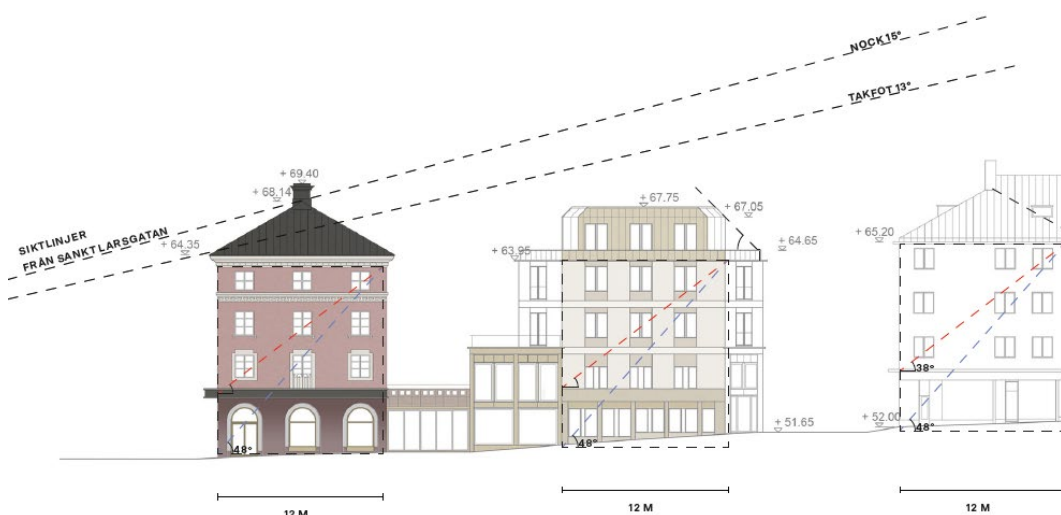 NOCK 15°
TAKFOT 13°
SIKTLINJER
FRÅN SANKT LARSGATAN
+ 69.40
+ 68.14
+ 64.35
+ 67.75
+ 67.05
+ 63.95
+ 64.65
+ 65.20
38°
48°
48°
48°
+ 51.65
+ 52.00
12 M
12 M
12 M